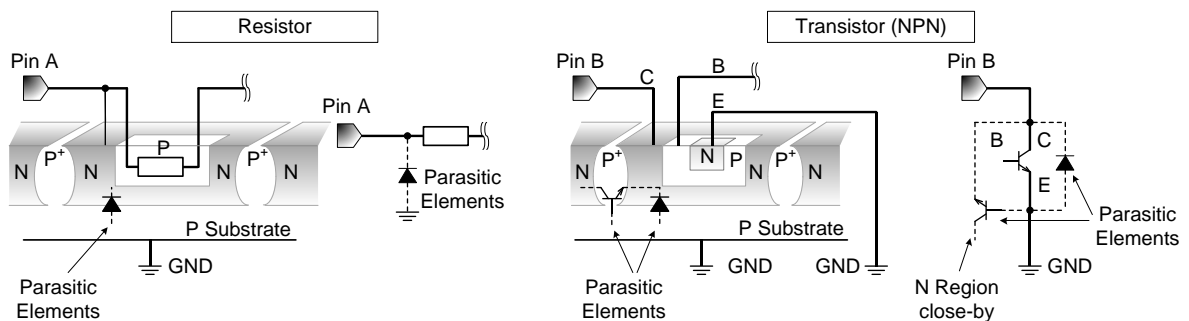 Resistor
Transistor (NPN)
Pin A
Pin A
P
N
P+
N
N
P+
N
Parasitic
Elements
P Substrate
GND
Parasitic
Elements
Pin B
C
B
E
N
P+
N
N
P
N
P+
N
P Substrate
GND
GND
Parasitic
Elements
Pin B
B
C
E
Parasitic
Elements
GND
N Region
close-by